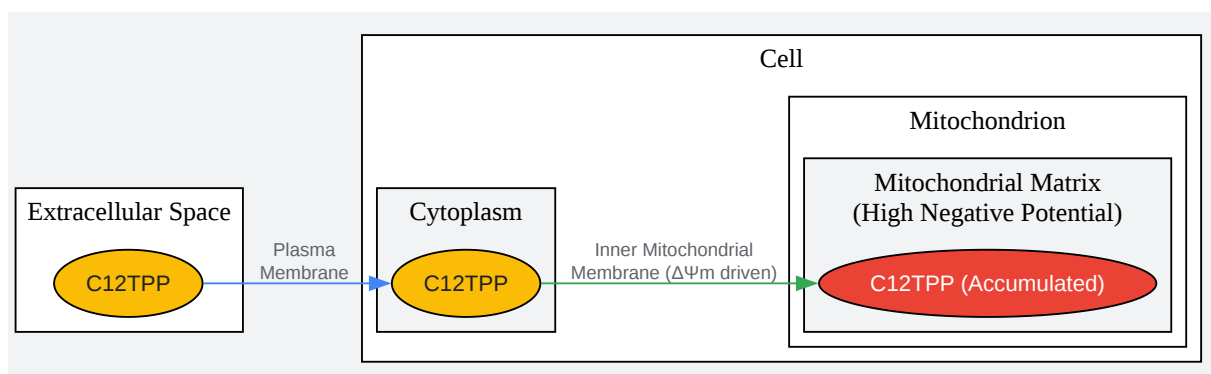 Cell
Mitochondrion
Extracellular Space
Cytoplasm
Mitochondrial Matrix
(High Negative Potential)
Plasma
Membrane
Inner Mitochondrial
Membrane (ΔΨm driven)
C12TPP
C12TPP
C12TPP (Accumulated)